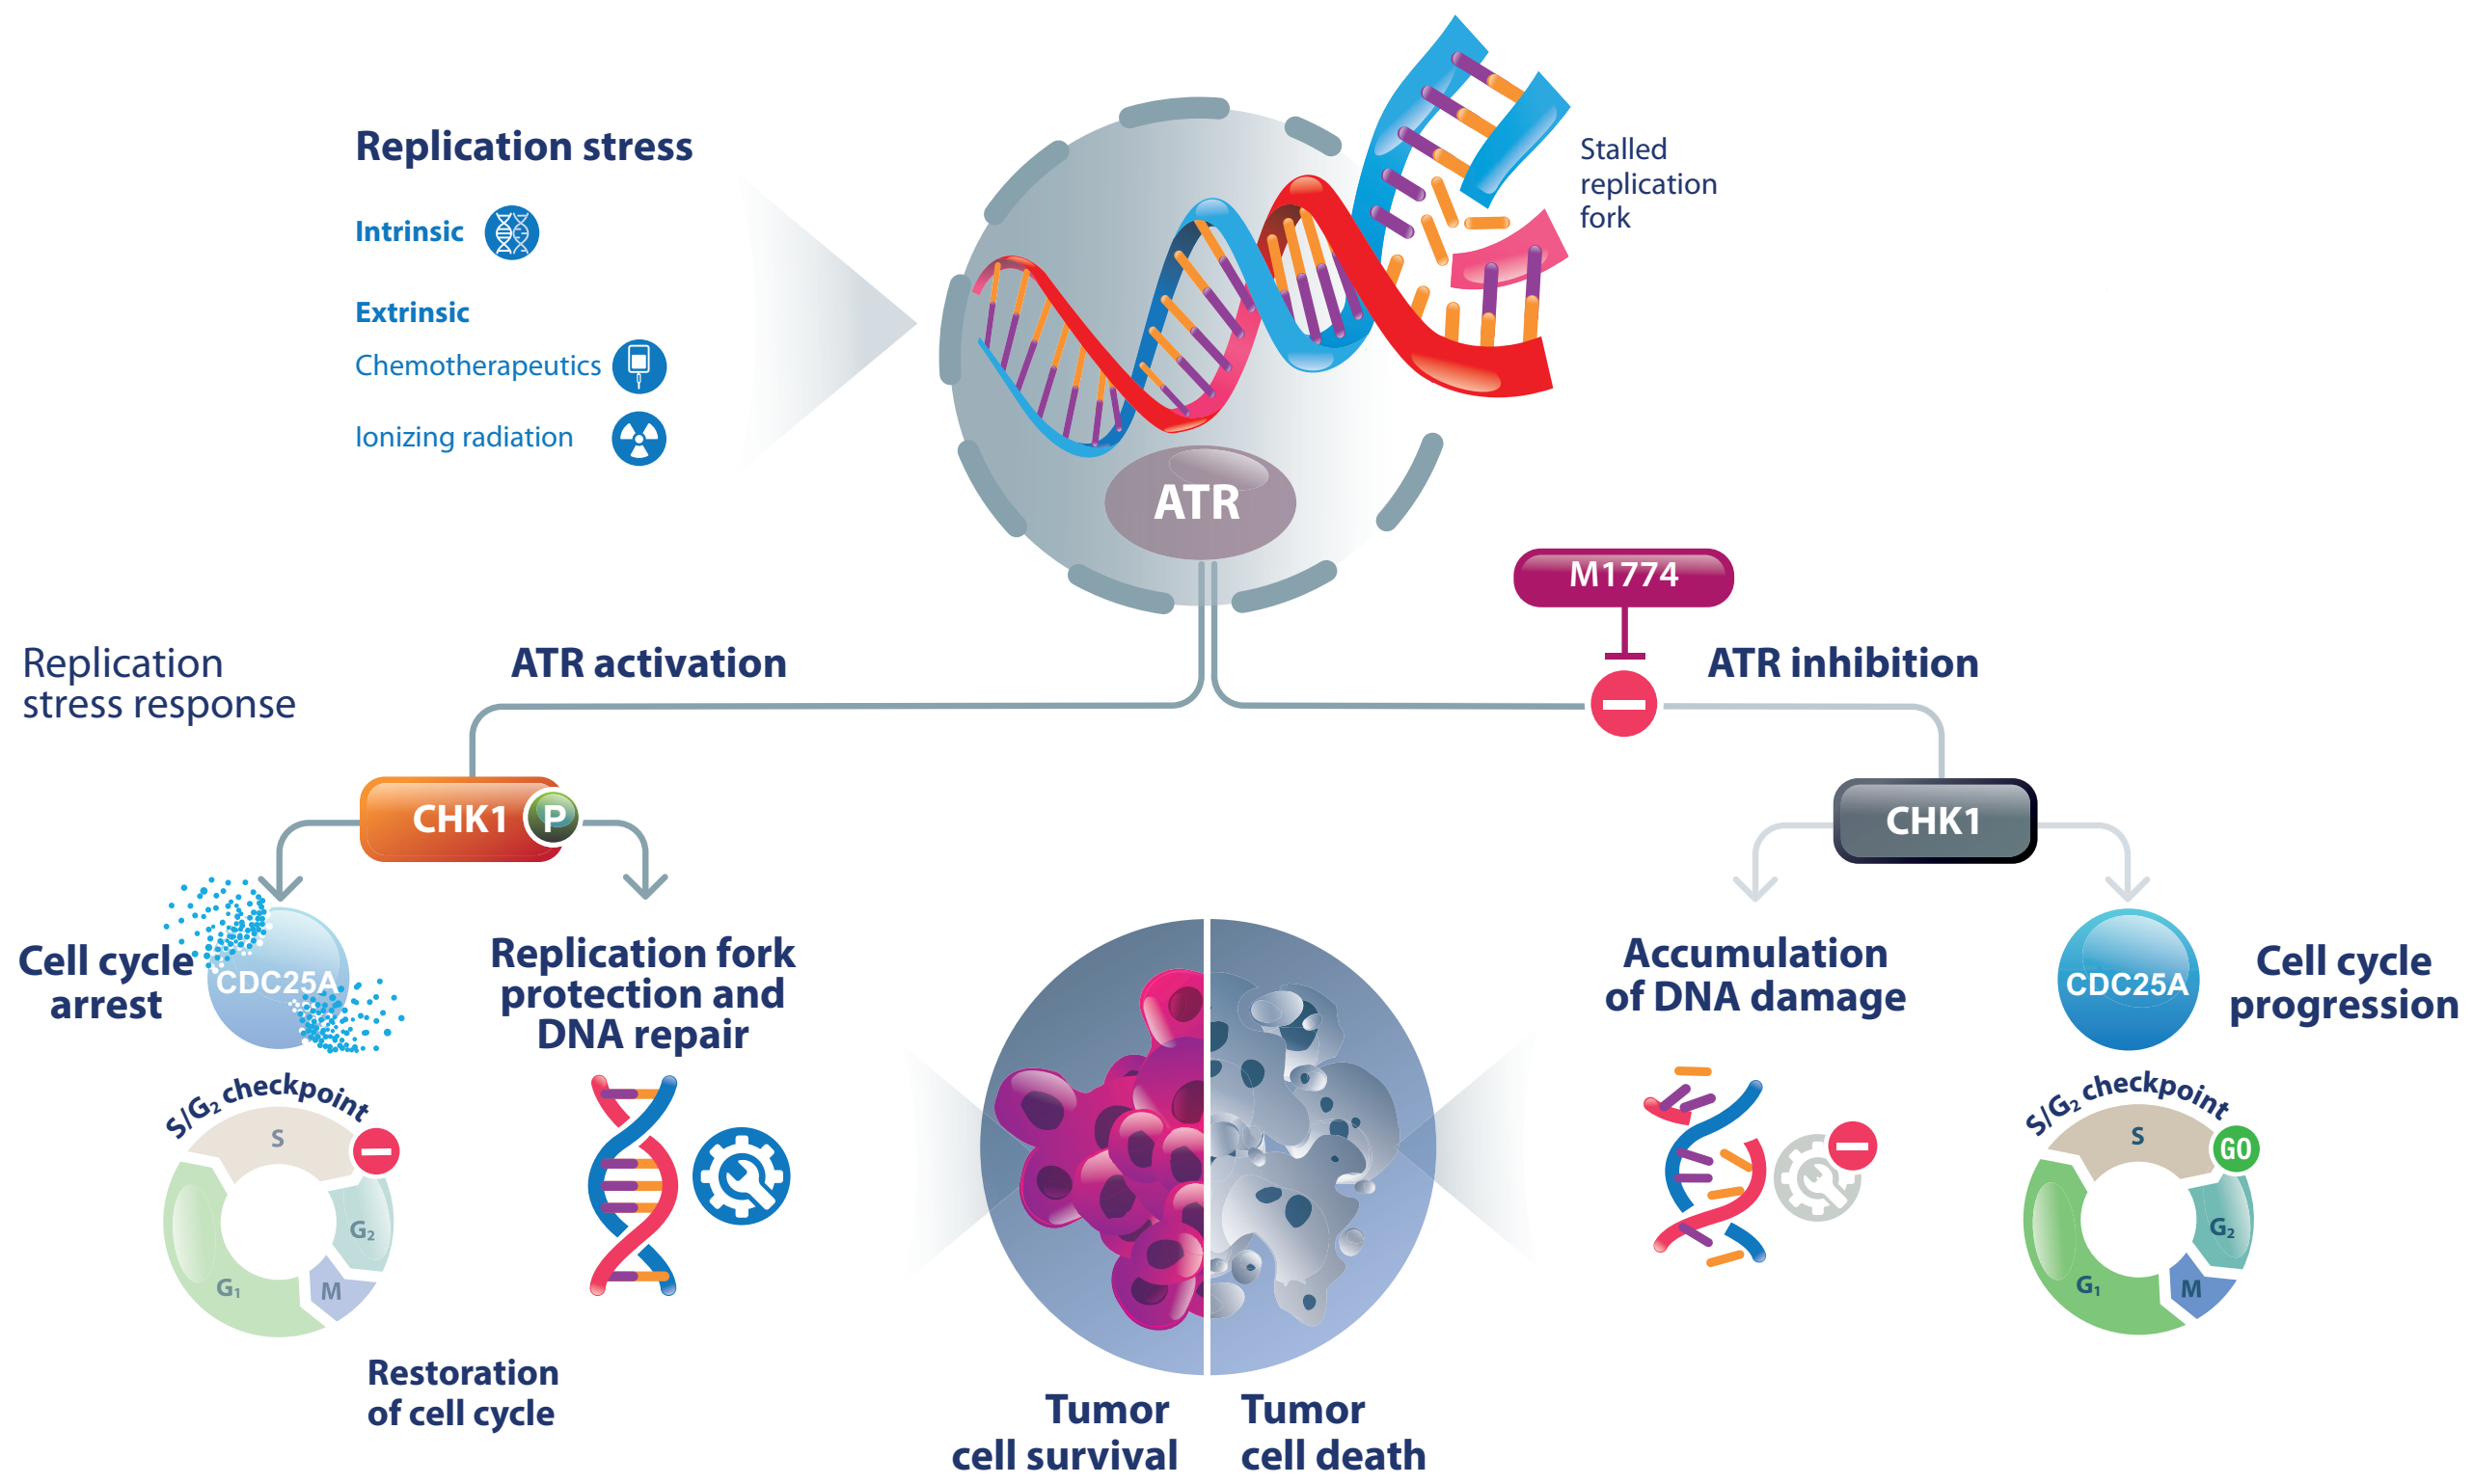 Replication stress
Intrinsic
Extrinsic
Chemotherapeutics
Ionizing radiation
Stalled
replication
fork
ATR
M1774
Replication
stress response
ATR activation
ATR inhibition
CHK1
P
CHK1
Cell cycle
arrest
CDC25A
Replication fork
protection and
DNA repair
Accumulation
of DNA damage
CDC25A
Cell cycle
progression
S/G₂ checkpoint
S
G₂
M
G₁
S/G₂ checkpoint
S
GO
G₂
M
G₁
Restoration
of cell cycle
Tumor
cell survival
Tumor
cell death